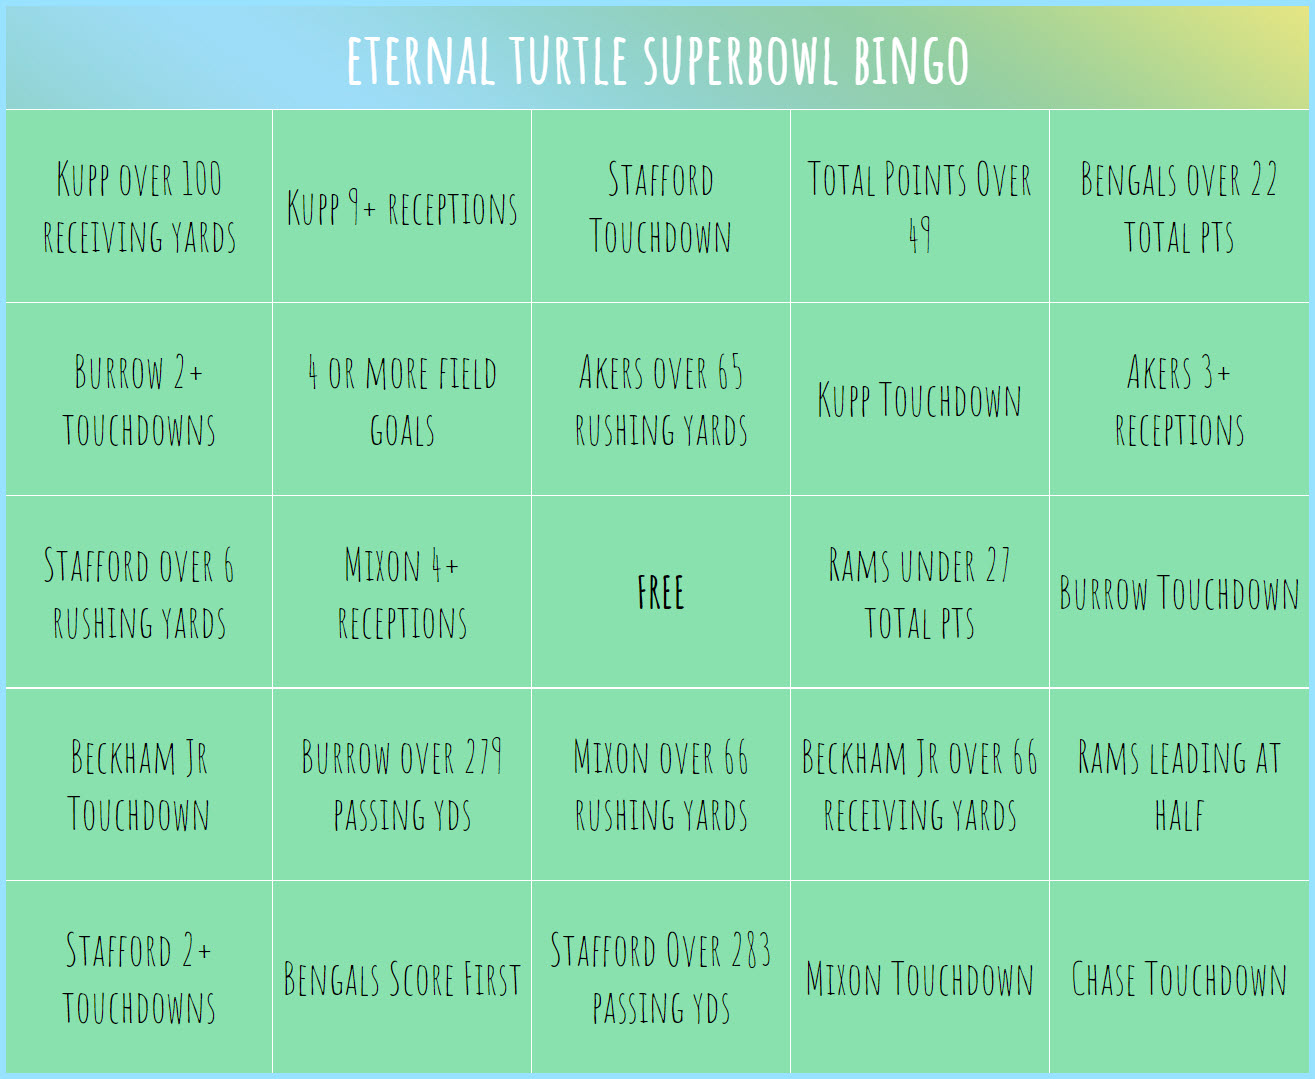 ETERNAL TURTLE SUPERBOWL BINGO
KUPP OVER 100
RECEIVING YARDS
KUPP 9+ RECEPTIONS
STAFFORD
TOUCHDOWN
TOTAL POINTS OVER
49
BENGALS OVER 22
TOTAL PTS
BURROW 2+
TOUCHDOWNS
4 OR MORE FIELD
GOALS
AKERS OVER 65
RUSHING YARDS
KUPP TOUCHDOWN
AKERS 3+
RECEPTIONS
STAFFORD OVER 6
RUSHING YARDS
MIXON 4+
RECEPTIONS
FREE
RAMS UNDER 27
TOTAL PTS
BURROW TOUCHDOWN
BECKHAM JR
TOUCHDOWN
BURROW OVER 279
PASSING YDS
MIXON OVER 66
RUSHING YARDS
BECKHAM JR OVER 66
RECEIVING YARDS
RAMS LEADING AT
HALF
STAFFORD 2+
TOUCHDOWNS
BENGALS SCORE FIRST
STAFFORD OVER 283
PASSING YDS
MIXON TOUCHDOWN
CHASE TOUCHDOWN